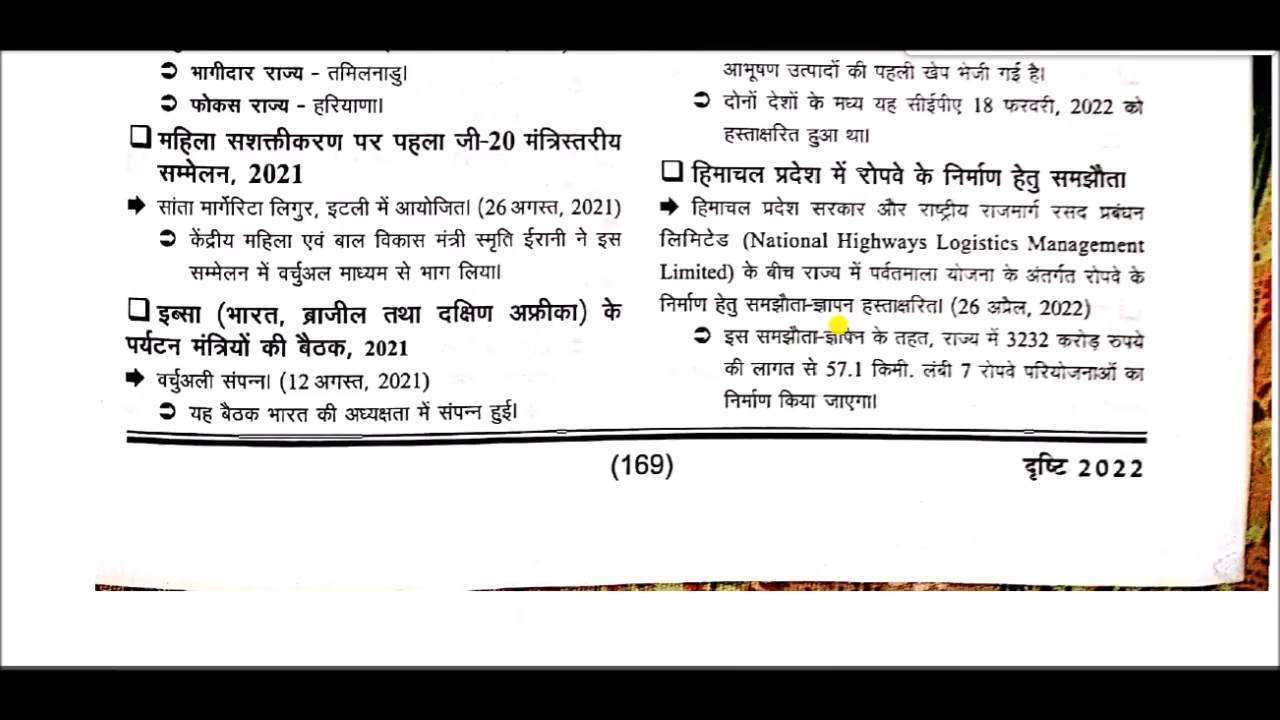 ➲ भागीदार राज्य - तमिलनाडु।
➲ फोकस राज्य - हरियाणा।
❑ महिला सशक्तीकरण पर पहला जी-20 मंत्रिस्तरीय
सम्मेलन, 2021
➡ सांता मार्गेरिटा लिगुर, इटली में आयोजित। (26 अगस्त, 2021)
➲ केंद्रीय महिला एवं बाल विकास मंत्री स्मृति ईरानी ने इस
सम्मेलन में वर्चुअल माध्यम से भाग लिया।
❑ इब्सा (भारत, ब्राजील तथा दक्षिण अफ्रीका) के
पर्यटन मंत्रियों की बैठक, 2021
➡ वर्चुअली संपन्न। (12 अगस्त, 2021)
➲ यह बैठक भारत की अध्यक्षता में संपन्न हुई।
आभूषण उत्पादों की पहली खेप भेजी गई है।
➲ दोनों देशों के मध्य यह सीईपीए 18 फरवरी, 2022 को
हस्ताक्षरित हुआ था।
❑ हिमाचल प्रदेश में रोपवे के निर्माण हेतु समझौता
➡ हिमाचल प्रदेश सरकार और राष्ट्रीय राजमार्ग रसद प्रबंधन
लिमिटेड (National Highways Logistics Management
Limited) के बीच राज्य में पर्वतमाला योजना के अंतर्गत रोपवे के
निर्माण हेतु समझौता-ज्ञापन हस्ताक्षरित। (26 अप्रैल, 2022)
➲ इस समझौता-ज्ञापन के तहत, राज्य में 3232 करोड़ रुपये
की लागत से 57.1 किमी. लंबी 7 रोपवे परियोजनाओं का
निर्माण किया जाएगा।
(169)
दृष्टि 2022